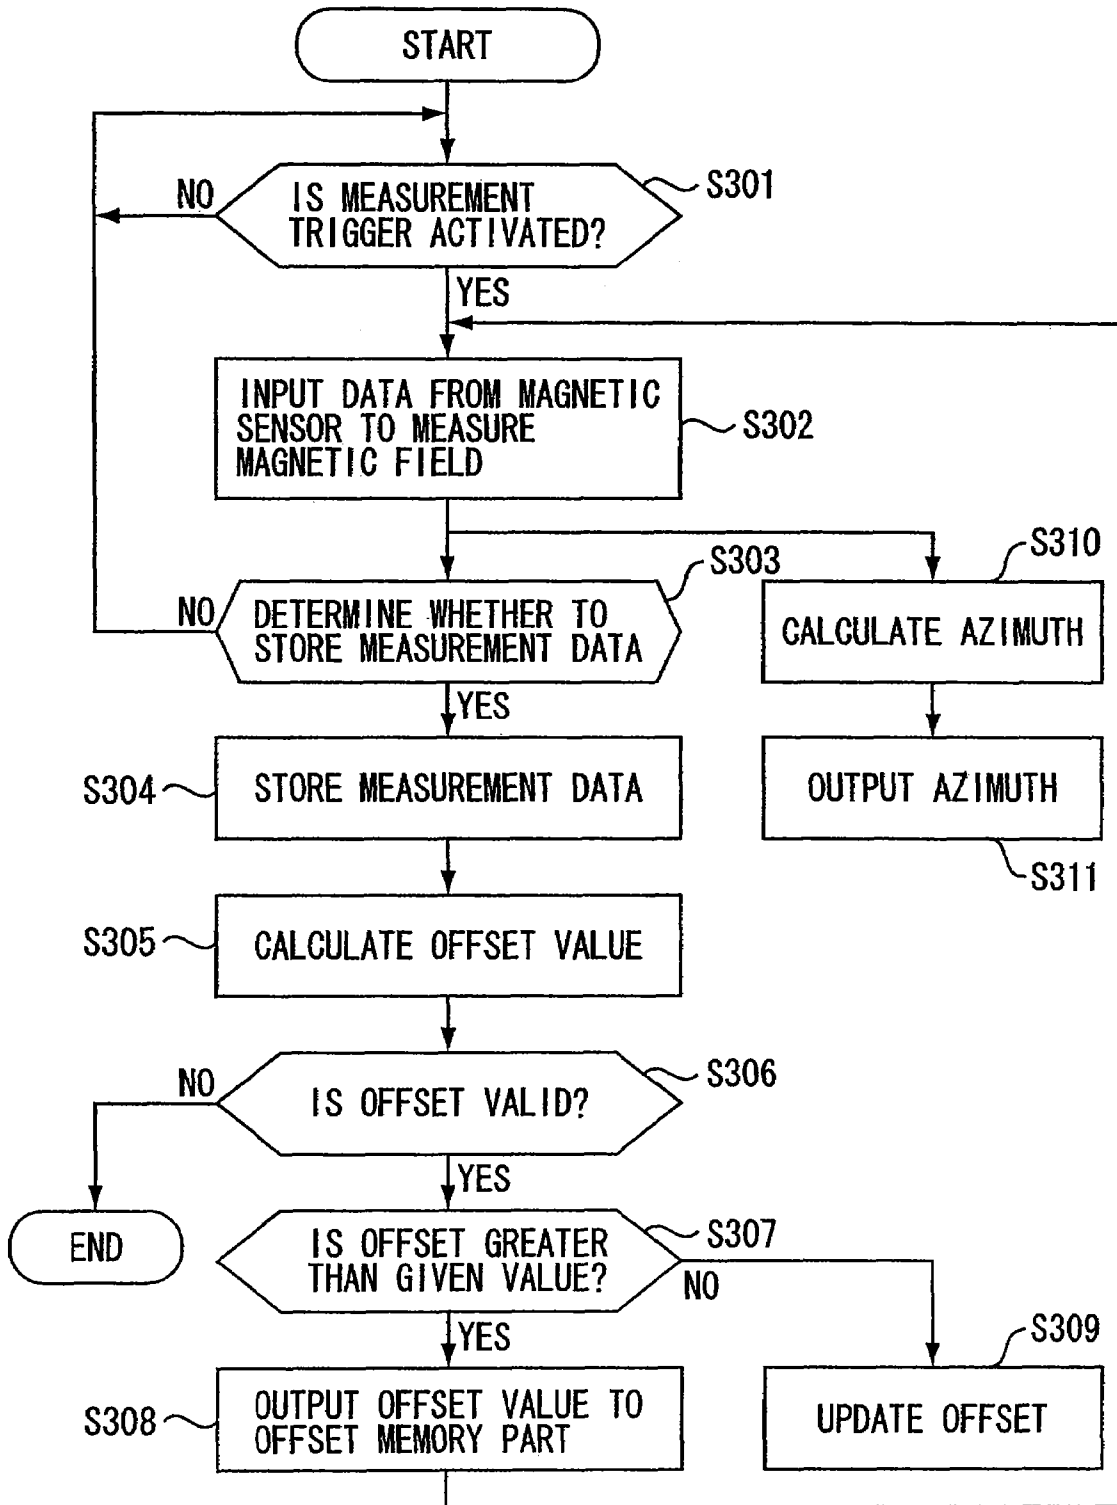 START
NO
IS MEASUREMENT
TRIGGER ACTIVATED?
S301
YES
INPUT DATA FROM MAGNETIC
SENSOR TO MEASURE
MAGNETIC FIELD
S302
S303
NO
DETERMINE WHETHER TO
STORE MEASUREMENT DATA
S310
CALCULATE AZIMUTH
YES
S304
STORE MEASUREMENT DATA
OUTPUT AZIMUTH
S311
S305
CALCULATE OFFSET VALUE
NO
IS OFFSET VALID?
S306
YES
END
IS OFFSET GREATER
THAN GIVEN VALUE?
S307
NO
YES
S309
S308
OUTPUT OFFSET VALUE TO
OFFSET MEMORY PART
UPDATE OFFSET